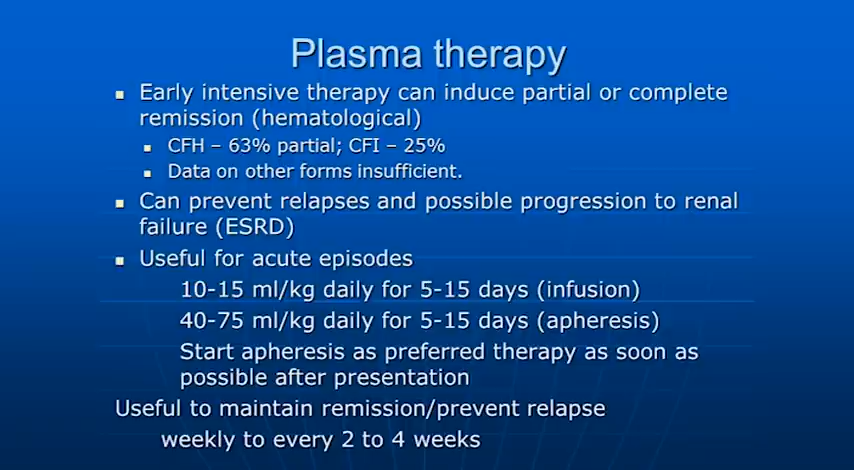 Plasma therapy
Early intensive therapy can induce partial or complete
remission (hematological)
CFH – 63% partial; CFI – 25%
Data on other forms insufficient.
Can prevent relapses and possible progression to renal
failure (ESRD)
Useful for acute episodes
10-15 ml/kg daily for 5-15 days (infusion)
40-75 ml/kg daily for 5-15 days (apheresis)
Start apheresis as preferred therapy as soon as
possible after presentation
Useful to maintain remission/prevent relapse
weekly to every 2 to 4 weeks